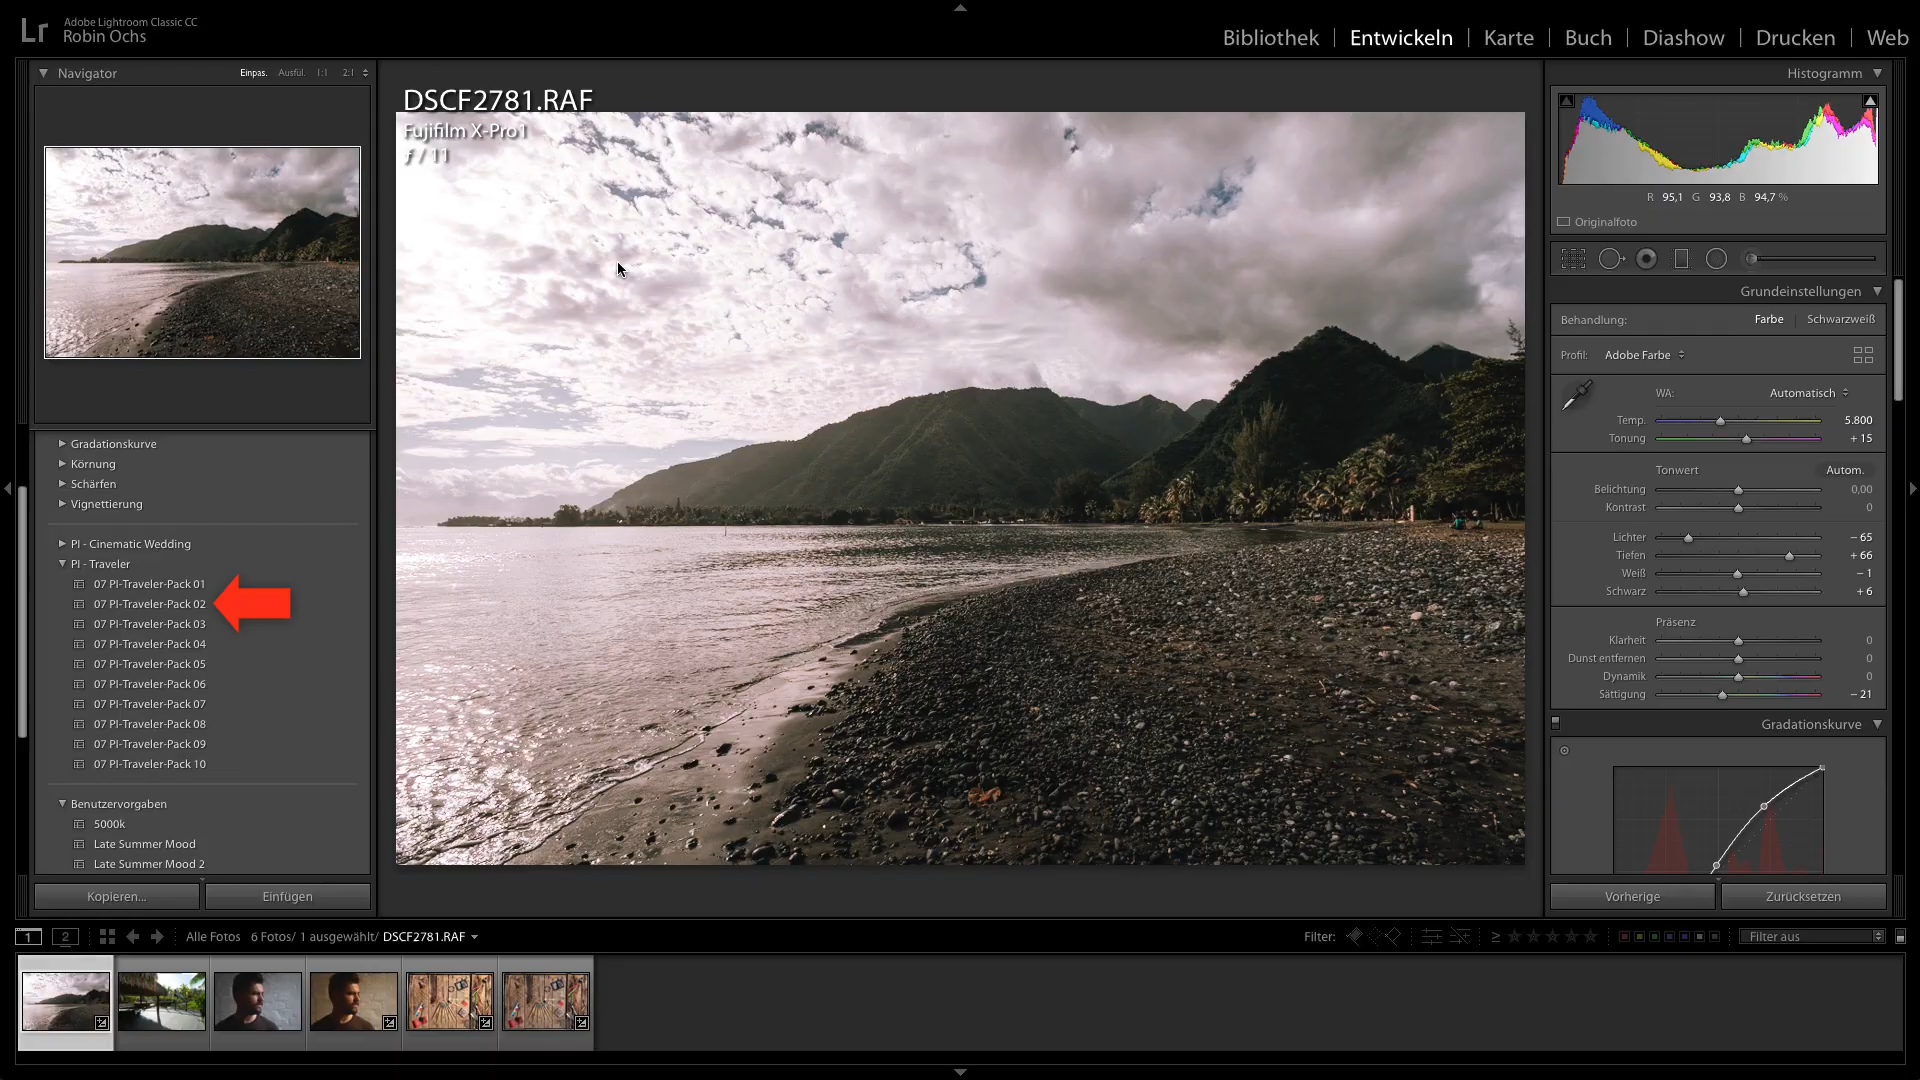 Lr
Adobe Lightroom Classic CC
Robin Ochs
Bibliothek | Entwickeln | Karte | Buch | Diashow | Drucken | Web
Navigator Einpas. Ausfül. 1:1 2:1
Gradationskurve
Körnung
Schärfen
Vignettierung
PI - Cinematic Wedding
PI - Traveler
07 PI-Traveler-Pack 01
07 PI-Traveler-Pack 02
07 PI-Traveler-Pack 03
07 PI-Traveler-Pack 04
07 PI-Traveler-Pack 05
07 PI-Traveler-Pack 06
07 PI-Traveler-Pack 07
07 PI-Traveler-Pack 08
07 PI-Traveler-Pack 09
07 PI-Traveler-Pack 10
Benutzervorgaben
5000k
Late Summer Mood
Late Summer Mood 2
Kopieren... Einfügen
DSCF2781.RAF
Fujifilm X-Pro1
ƒ / 11
Histogramm
R 95,1 G 93,8 B 94,7 %
Originalfoto
Grundeinstellungen
Behandlung: Farbe | Schwarzweiß
Profil: Adobe Farbe
WA: Automatisch
Temp. 5.800
Tonung + 15
Tonwert Autom.
Belichtung 0,00
Kontrast 0
Lichter − 65
Tiefen + 66
Weiß − 1
Schwarz + 6
Präsenz
Klarheit 0
Dunst entfernen 0
Dynamik 0
Sättigung − 21
Gradationskurve
Vorherige Zurücksetzen
1 2 Alle Fotos 6 Fotos/ 1 ausgewählt/ DSCF2781.RAF Filter: ≥ Filter aus